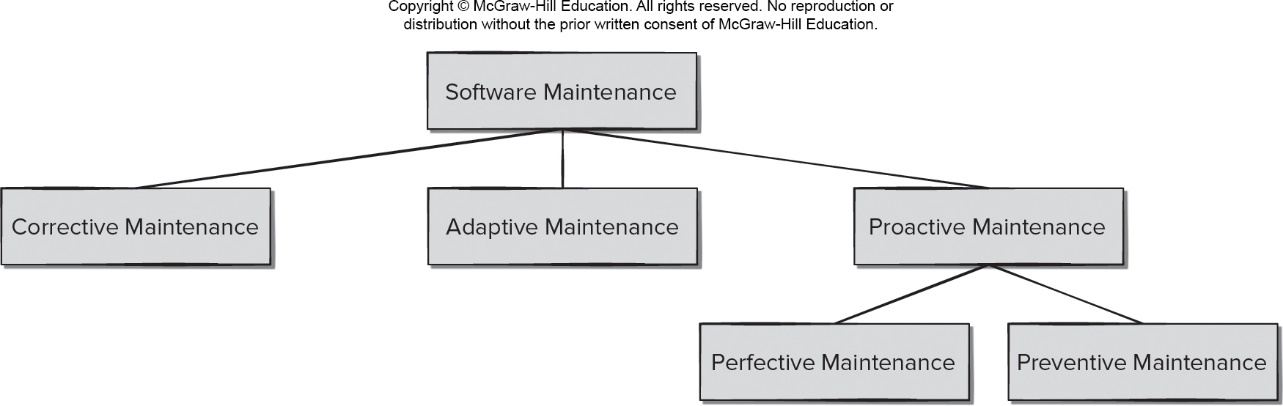 Copyright © McGraw-Hill Education. All rights reserved. No reproduction or
distribution without the prior written consent of McGraw-Hill Education.
Software Maintenance
Corrective Maintenance
Adaptive Maintenance
Proactive Maintenance
Perfective Maintenance
Preventive Maintenance